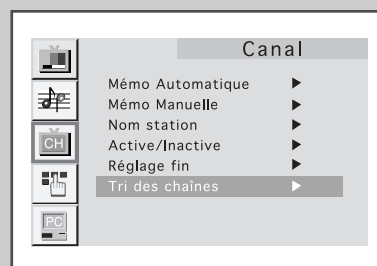 Canal
Mémo Automatique
Mémo Manuelle
Nom station
CH
Active/Inactive
Réglage fin
Tri des chaînes
PC